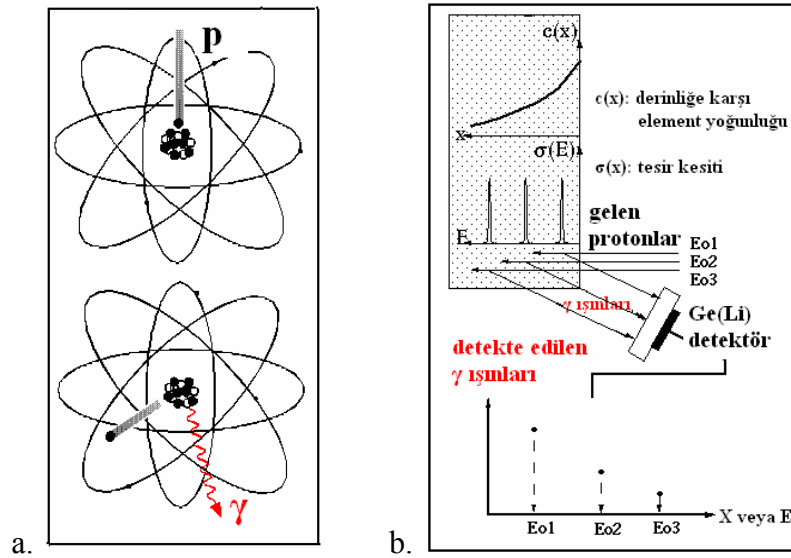 p
γ
a.
c(x)
x
c(x): derinliğe karşı
element yoğunluğu
σ(E)
σ(x): tesir kesiti
E
gelen
protonlar
Eo1
Eo2
Eo3
γ ışınları
Ge(Li)
detektör
detekte edilen
γ ışınları
Eo1
Eo2
Eo3
X veya E
b.